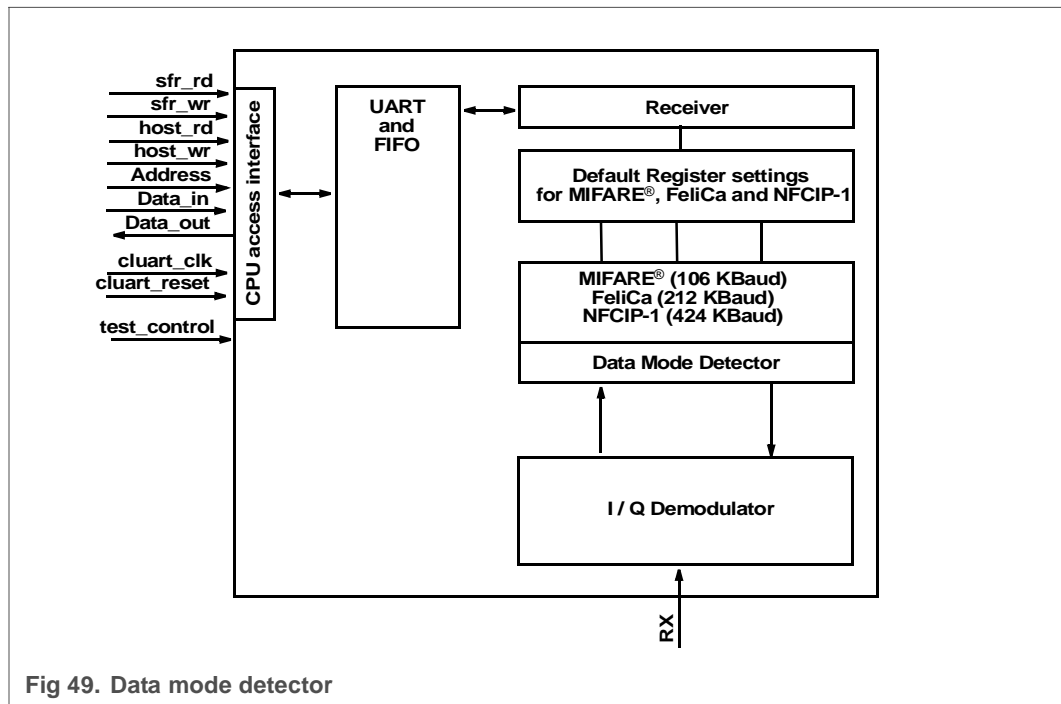 sfr_rd
sfr_wr
host_rd
host_wr
Address
Data_in
Data_out
cluart_clk
cluart_reset
test_control
CPU access interface
UART
and
FIFO
Receiver
Default Register settings
for MIFARE®, FeliCa and NFCIP-1
MIFARE® (106 KBaud)
FeliCa (212 KBaud)
NFCIP-1 (424 KBaud)
Data Mode Detector
I / Q Demodulator
RX
Fig 49. Data mode detector